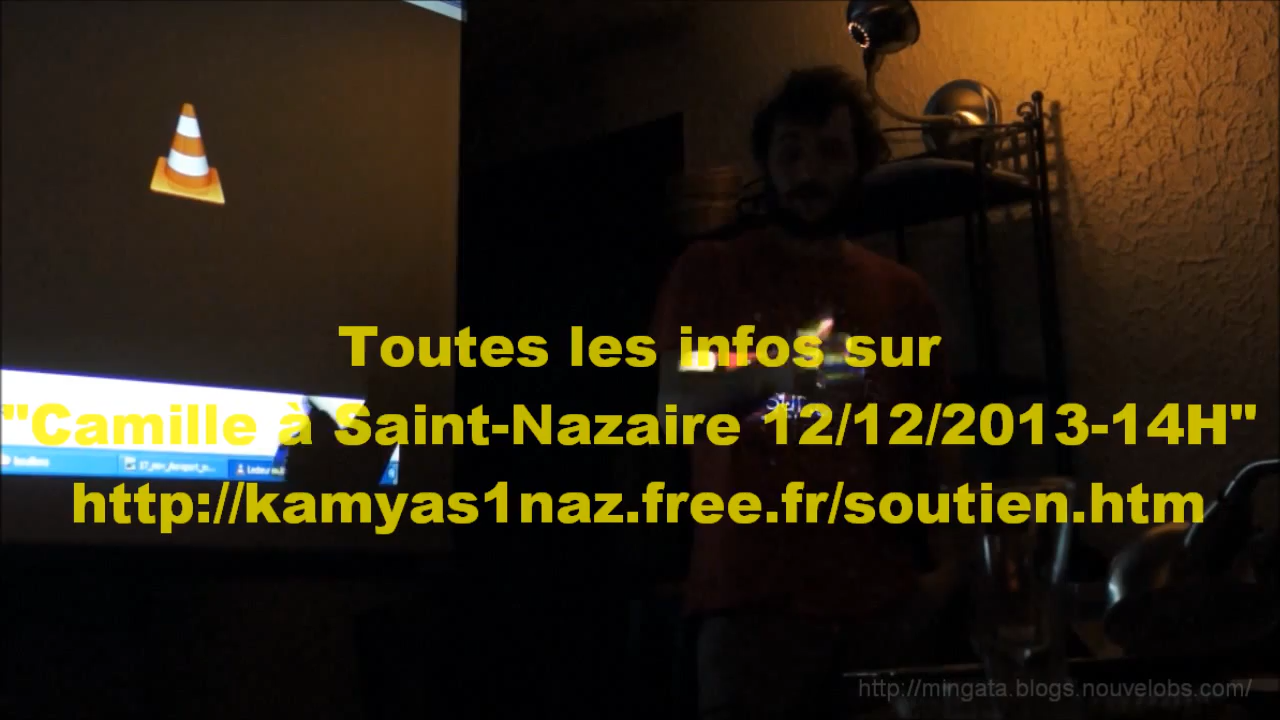 Toutes les infos sur
"Camille à Saint-Nazaire 12/12/2013-14H"
http://kamyas1naz.free.fr/soutien.htm
http://mingata.blogs.nouvelobs.com/